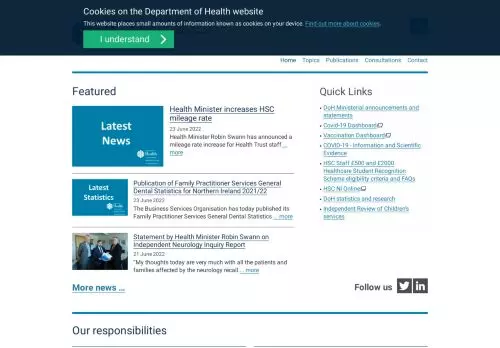 Cookies on the Department of Health website
This website places small amounts of information known as cookies on your device. Find out more about cookies.
I understand
Home Topics Publications Consultations Contact
Featured
Latest
News
Health Minister increases HSC
mileage rate
23 June 2022
Health Minister Robin Swann has announced a
mileage rate increase for Health Trust staff ...
more
Latest
Statistics
Publication of Family Practitioner Services General
Dental Statistics for Northern Ireland 2021/22
23 June 2022
The Business Services Organisation has today published its
Family Practitioner Services General Dental Statistics ... more
Statement by Health Minister Robin Swann on
Independent Neurology Inquiry Report
21 June 2022
“My thoughts today are very much with all the patients and
families affected by the neurology recall ... more
More news ...
Quick Links
DoH Ministerial announcements and
statements
Covid-19 Dashboard
Vaccination Dashboard
COVID-19 - Information and Scientific
Evidence
HSC Staff £500 and £2000
Healthcare Student Recognition
Scheme eligibility criteria and FAQs
HSC NI Online
DoH statistics and research
Independent Review of Children's
services
Follow us
Our responsibilities